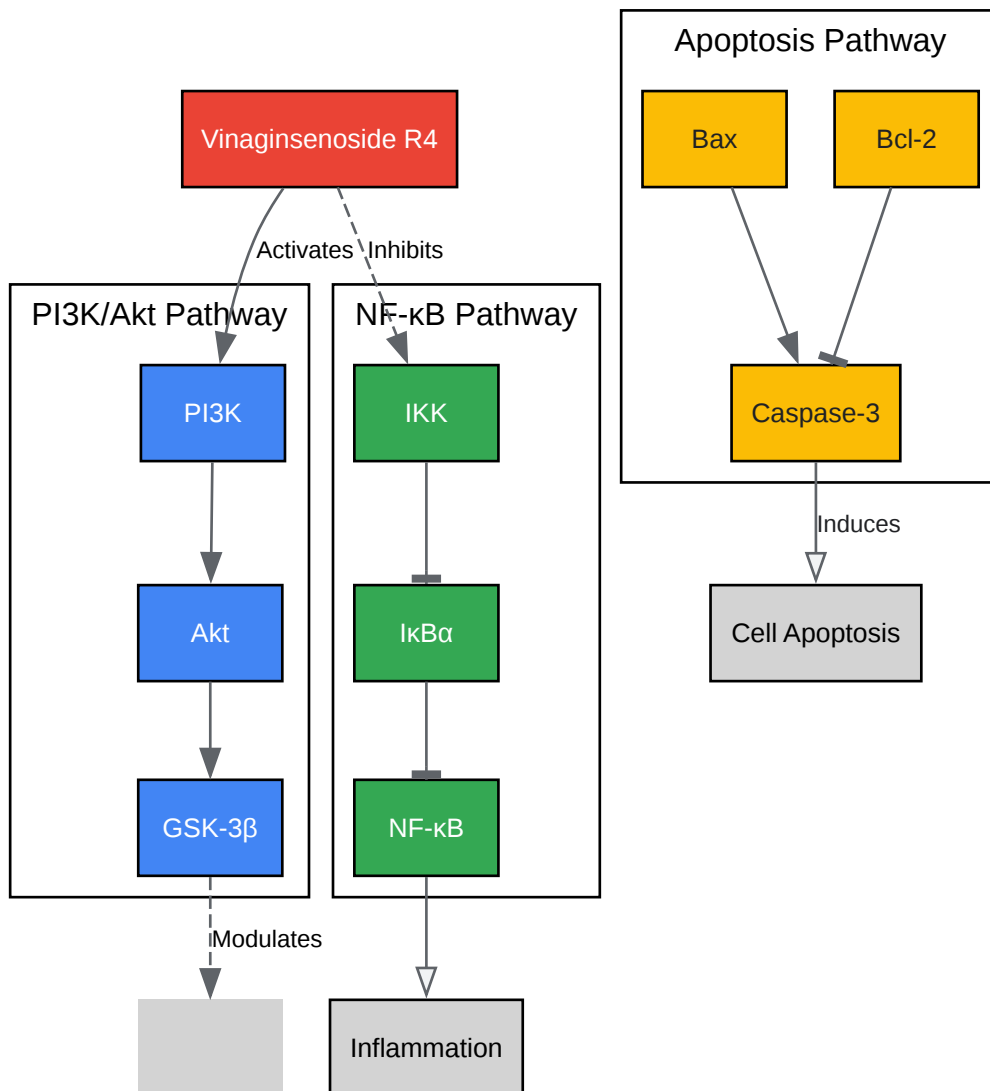 Apoptosis Pathway
Vinaginsenoside R4
Bax
Bcl-2
Activates
Inhibits
PI3K/Akt Pathway
NF-κB Pathway
PI3K
IKK
Caspase-3
Induces
Akt
IκBα
Cell Apoptosis
GSK-3β
NF-κB
Modulates
Inflammation